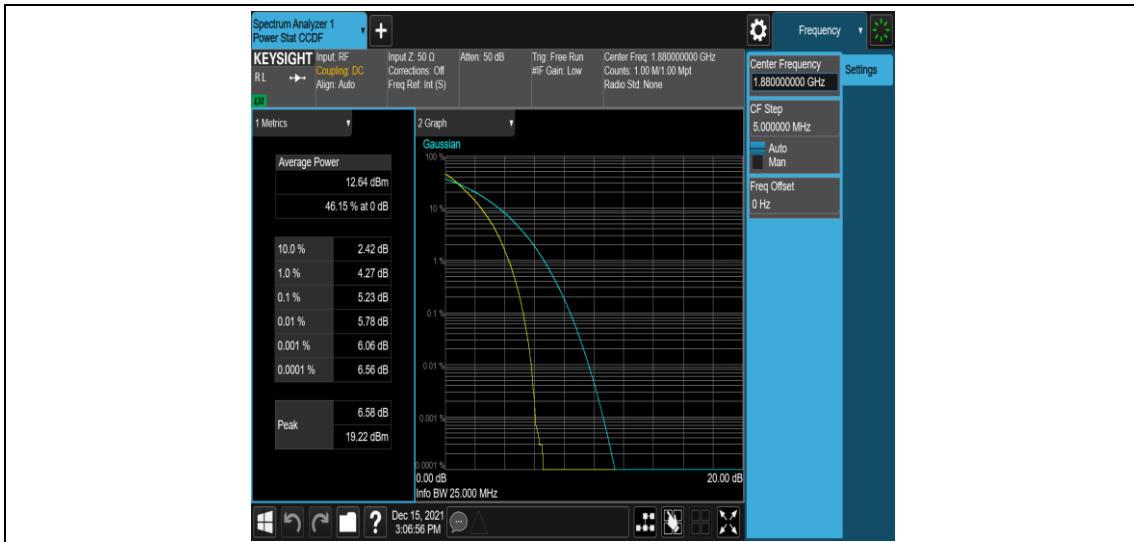 Spectrum Analyzer 1
Power Stat CCDF
Frequency
KEYSIGHT
RL
LXI
Input: RF
Coupling: DC
Align: Auto
Input Z: 50 Ω
Corrections: Off
Freq Ref: Int (S)
Atten: 50 dB
Trig: Free Run
#IF Gain: Low
Center Freq: 1.880000000 GHz
Counts: 1.00 M/1.00 Mpt
Radio Std: None
Center Frequency
1.880000000 GHz
Settings
CF Step
5.000000 MHz
Auto
Man
Freq Offset
0 Hz
1 Metrics
Average Power
12.64 dBm
46.15 % at 0 dB
10.0 % 2.42 dB
1.0 % 4.27 dB
0.1 % 5.23 dB
0.01 % 5.78 dB
0.001 % 6.06 dB
0.0001 % 6.56 dB
Peak
6.58 dB
19.22 dBm
2 Graph
Gaussian
100 %
10 %
1 %
0.1 %
0.01 %
0.001 %
0.0001 %
0.00 dB 20.00 dB
Info BW 25.000 MHz
?
Dec 15, 2021
3:06:56 PM